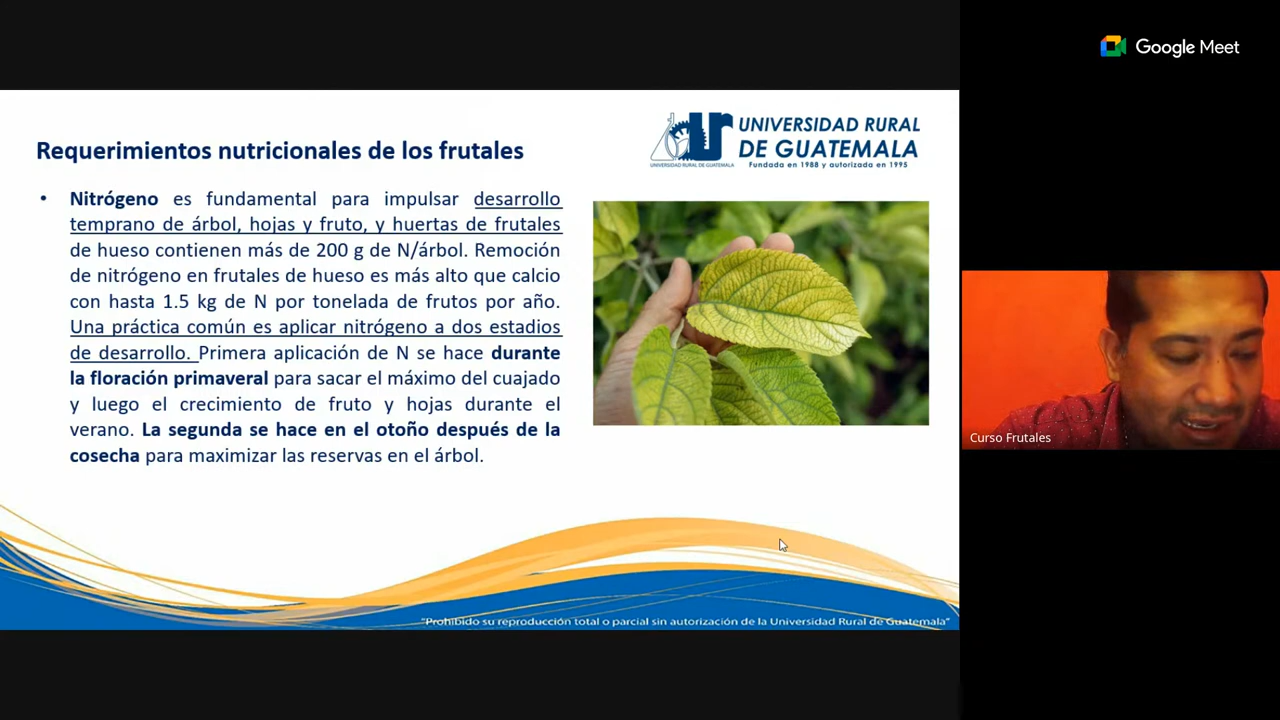 Google Meet
UNIVERSIDAD RURAL
DE GUATEMALA
Fundada en 1988 y autorizada en 1995
UNIVERSIDAD RURAL DE GUATEMALA
Requerimientos nutricionales de los frutales
• Nitrógeno es fundamental para impulsar desarrollo
temprano de árbol, hojas y fruto, y huertas de frutales
de hueso contienen más de 200 g de N/árbol. Remoción
de nitrógeno en frutales de hueso es más alto que calcio
con hasta 1.5 kg de N por tonelada de frutos por año.
Una práctica común es aplicar nitrógeno a dos estadios
de desarrollo. Primera aplicación de N se hace durante
la floración primaveral para sacar el máximo del cuajado
y luego el crecimiento de fruto y hojas durante el
verano. La segunda se hace en el otoño después de la
cosecha para maximizar las reservas en el árbol.
Curso Frutales
"Prohibido su reproducción total o parcial sin autorización de la Universidad Rural de Guatemala"